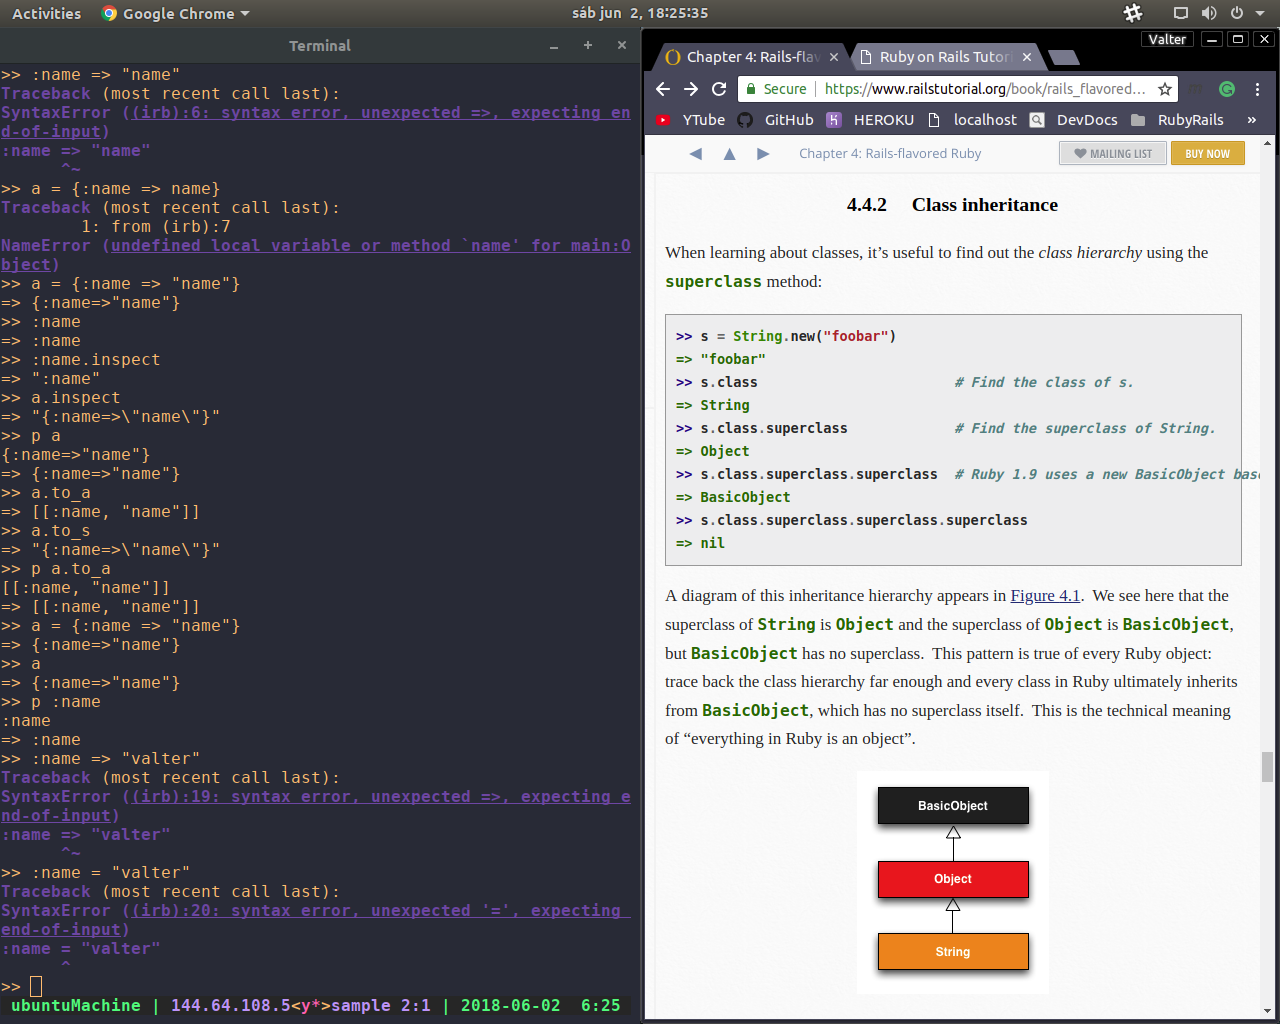 Activities Google Chrome sáb jun 2, 18:25:35
Terminal
>> :name => "name"
Traceback (most recent call last):
SyntaxError ((irb):6: syntax error, unexpected =>, expecting en
d-of-input)
:name => "name"
      ^~
>> a = {:name => name}
Traceback (most recent call last):
        1: from (irb):7
NameError (undefined local variable or method `name' for main:O
bject)
>> a = {:name => "name"}
=> {:name=>"name"}
>> :name
=> :name
>> :name.inspect
=> ":name"
>> a.inspect
=> "{:name=>\"name\"}"
>> p a
{:name=>"name"}
=> {:name=>"name"}
>> a.to_a
=> [[:name, "name"]]
>> a.to_s
=> "{:name=>\"name\"}"
>> p a.to_a
[[:name, "name"]]
=> [[:name, "name"]]
>> a = {:name => "name"}
=> {:name=>"name"}
>> a
=> {:name=>"name"}
>> p :name
:name
=> :name
>> :name => "valter"
Traceback (most recent call last):
SyntaxError ((irb):19: syntax error, unexpected =>, expecting e
nd-of-input)
:name => "valter"
      ^~
>> :name = "valter"
Traceback (most recent call last):
SyntaxError ((irb):20: syntax error, unexpected '=', expecting
end-of-input)
:name = "valter"
      ^
>>
ubuntuMachine | 144.64.108.5<y*>sample 2:1 | 2018-06-02 6:25
Valter
Chapter 4: Rails-flav Ruby on Rails Tutori
Secure https://www.railstutorial.org/book/rails_flavored...
YTube GitHub HEROKU localhost DevDocs RubyRails »
Chapter 4: Rails-flavored Ruby MAILING LIST BUY NOW
4.4.2 Class inheritance
When learning about classes, it’s useful to find out the class hierarchy using the
superclass method:
>> s = String.new("foobar")
=> "foobar"
>> s.class # Find the class of s.
=> String
>> s.class.superclass # Find the superclass of String.
=> Object
>> s.class.superclass.superclass # Ruby 1.9 uses a new BasicObject base
=> BasicObject
>> s.class.superclass.superclass.superclass
=> nil
A diagram of this inheritance hierarchy appears in Figure 4.1. We see here that the
superclass of String is Object and the superclass of Object is BasicObject,
but BasicObject has no superclass. This pattern is true of every Ruby object:
trace back the class hierarchy far enough and every class in Ruby ultimately inherits
from BasicObject, which has no superclass itself. This is the technical meaning
of “everything in Ruby is an object”.
BasicObject
Object
String